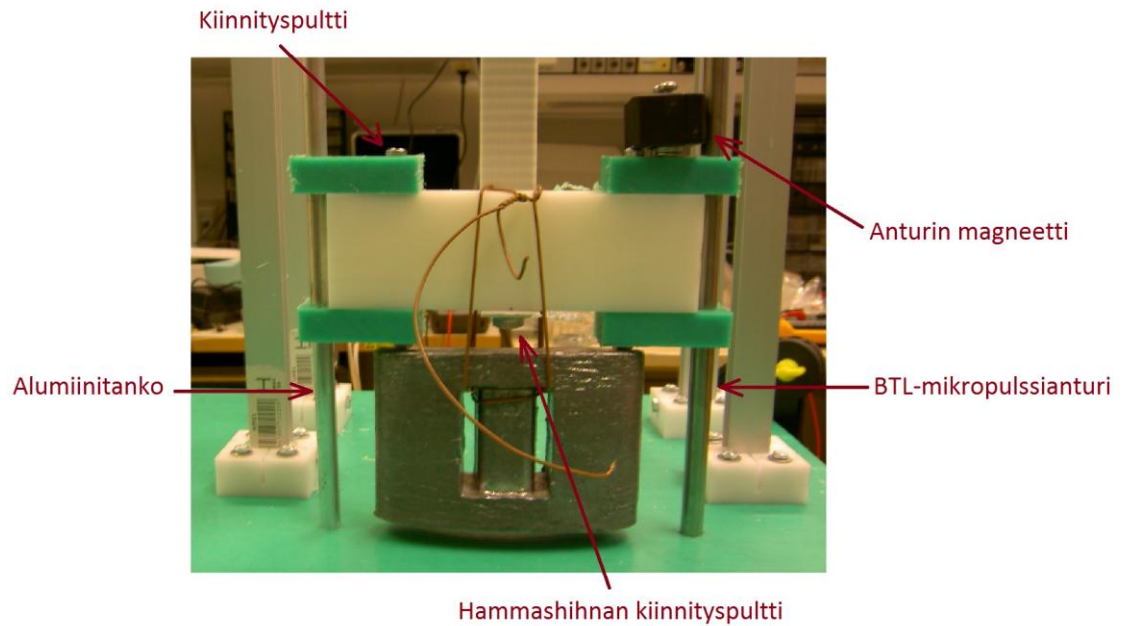 Kiinnityspultti
Anturin magneetti
Alumiinitanko
BTL-mikropulssianturi
Hammashihnan kiinnityspultti